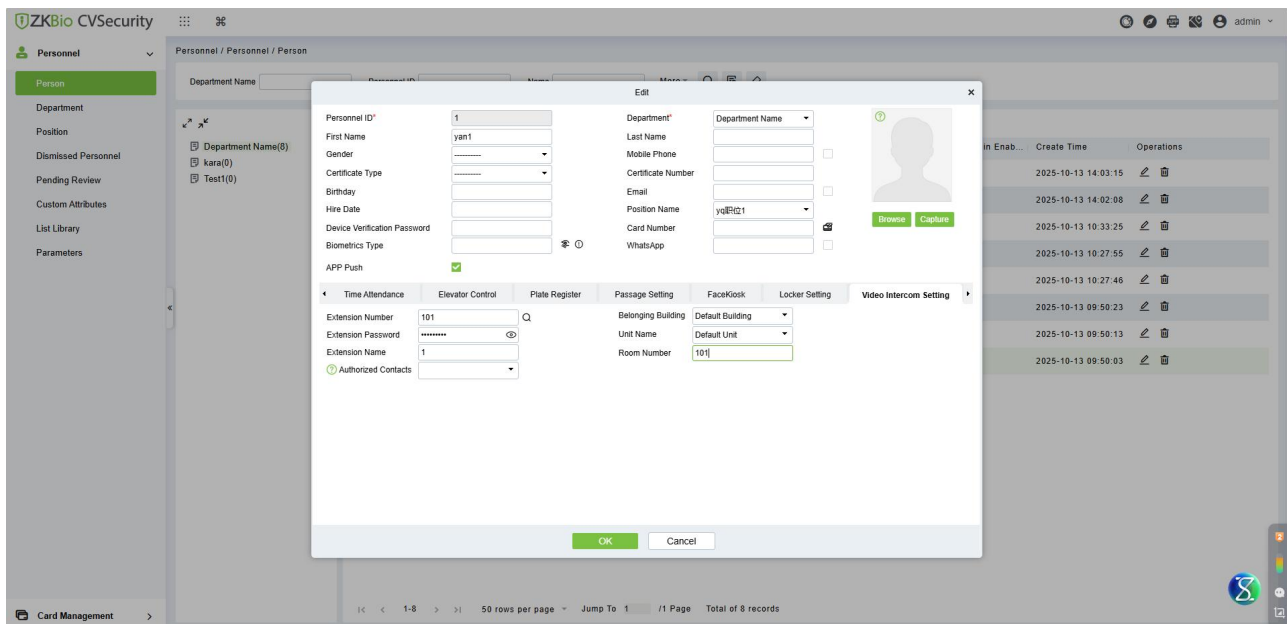 ZKBio CVSecurity
admin
Personnel
Personnel / Personnel / Person
Person
Department
Position
Dismissed Personnel
Pending Review
Custom Attributes
List Library
Parameters
Card Management
Department Name
Personnel ID
Name
More
Department Name(8)
kara(0)
Test1(0)
Edit
Personnel ID* 1 Department* Department Name
First Name yan1 Last Name
Gender ---------- Mobile Phone
Certificate Type ---------- Certificate Number
Birthday Email
Hire Date Position Name yq职位1
Device Verification Password Card Number
Biometrics Type WhatsApp
APP Push
Browse Capture
Time Attendance Elevator Control Plate Register Passage Setting FaceKiosk Locker Setting Video Intercom Setting
Extension Number 101 Belonging Building Default Building
Extension Password ••••••••• Unit Name Default Unit
Extension Name 1 Room Number 101
Authorized Contacts
OK Cancel
in Enab... Create Time Operations
2025-10-13 14:03:15
2025-10-13 14:02:08
2025-10-13 10:33:25
2025-10-13 10:27:55
2025-10-13 10:27:46
2025-10-13 09:50:23
2025-10-13 09:50:13
2025-10-13 09:50:03
1-8 50 rows per page Jump To 1 /1 Page Total of 8 records